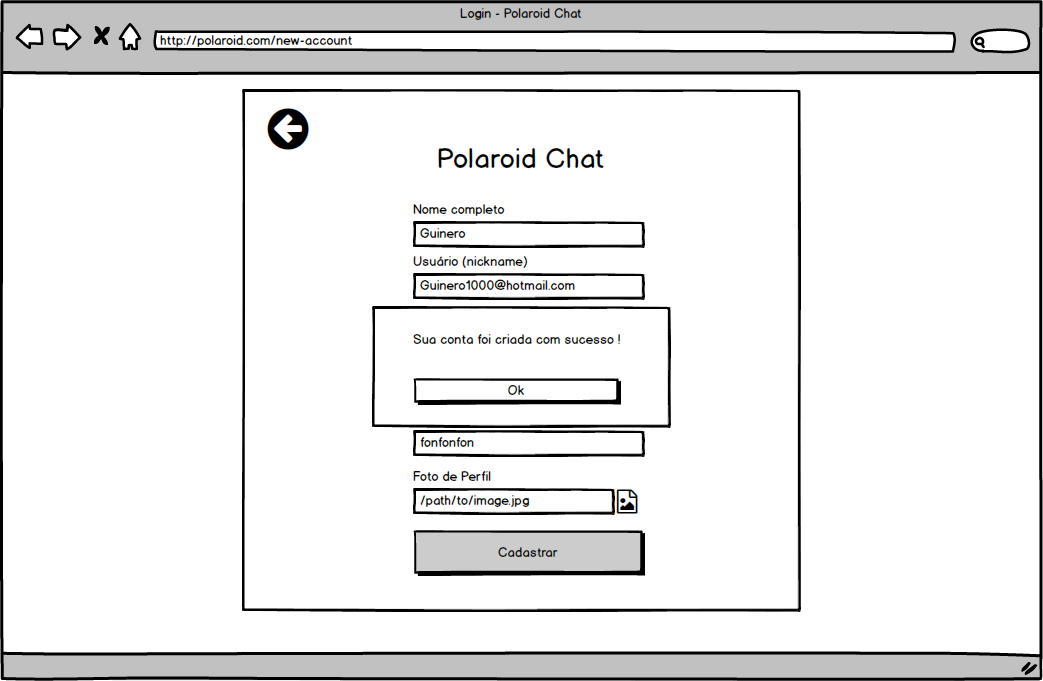 Login - Polaroid Chat
http://polaroid.com/new-account
Polaroid Chat
Nome completo
Guinero
Usuário (nickname)
Guinero1000@hotmail.com
Sua conta foi criada com sucesso !
Ok
fonfonfon
Foto de Perfil
/path/to/image.jpg
Cadastrar